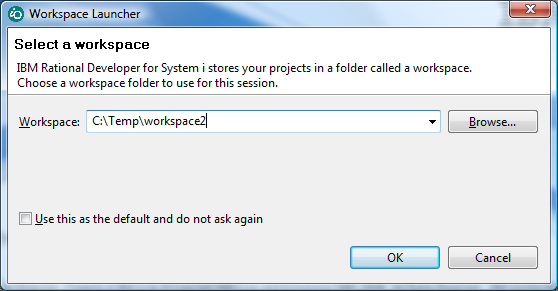 Workspace Launcher
Select a workspace
IBM Rational Developer for System i stores your projects in a folder called a workspace.
Choose a workspace folder to use for this session.
Workspace: C:\Temp\workspace2 Browse...
Use this as the default and do not ask again
OK Cancel